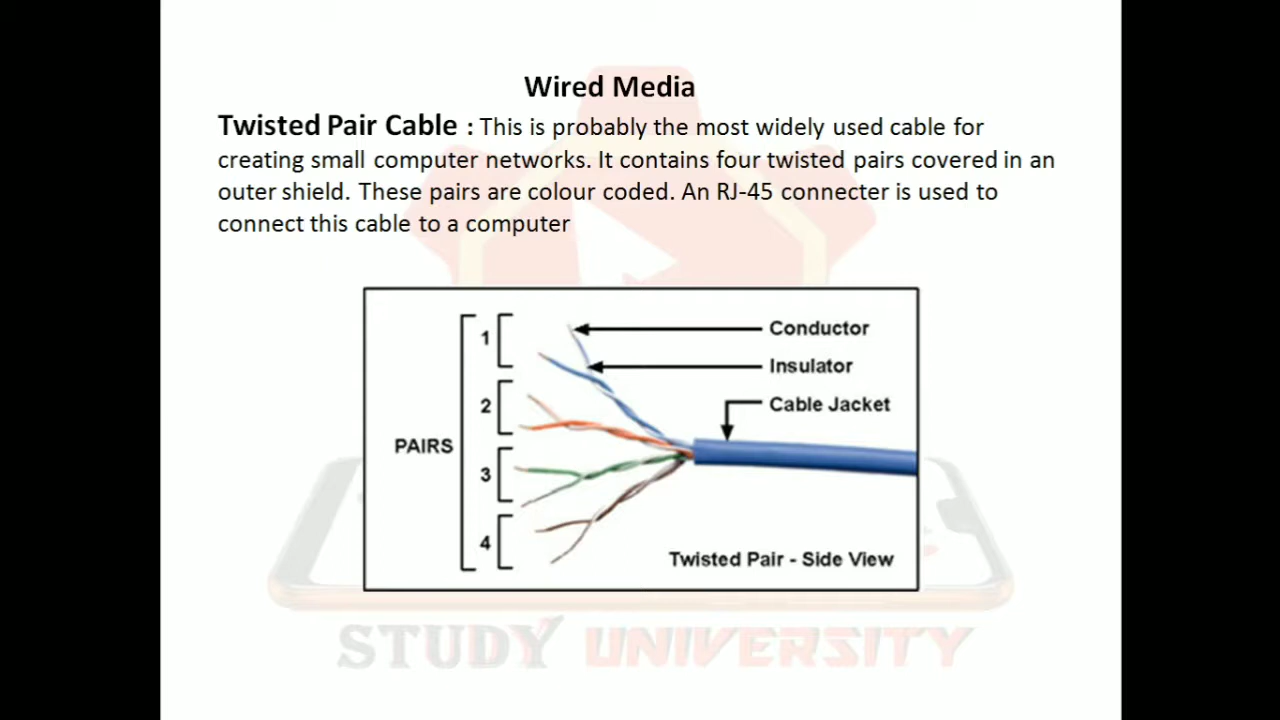 Wired Media
Twisted Pair Cable : This is probably the most widely used cable for
creating small computer networks. It contains four twisted pairs covered in an
outer shield. These pairs are colour coded. An RJ-45 connecter is used to
connect this cable to a computer
1
Conductor
Insulator
2
Cable Jacket
PAIRS
3
4
Twisted Pair - Side View
STUDY UNIVERSITY